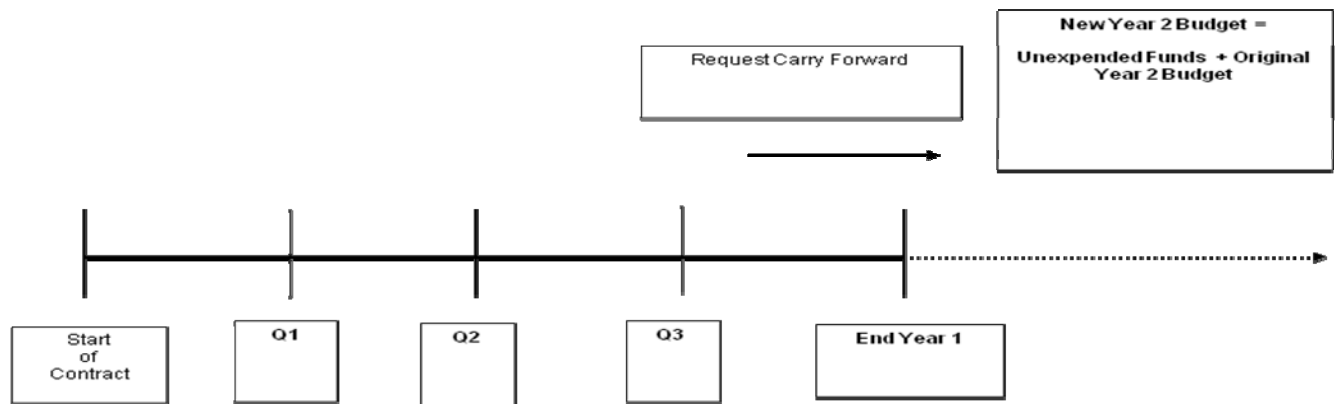 New Year 2 Budget =
Unexpended Funds + Original
Year 2 Budget
Request Carry Forward
Start
of
Contract
Q1
Q2
Q3
End Year 1